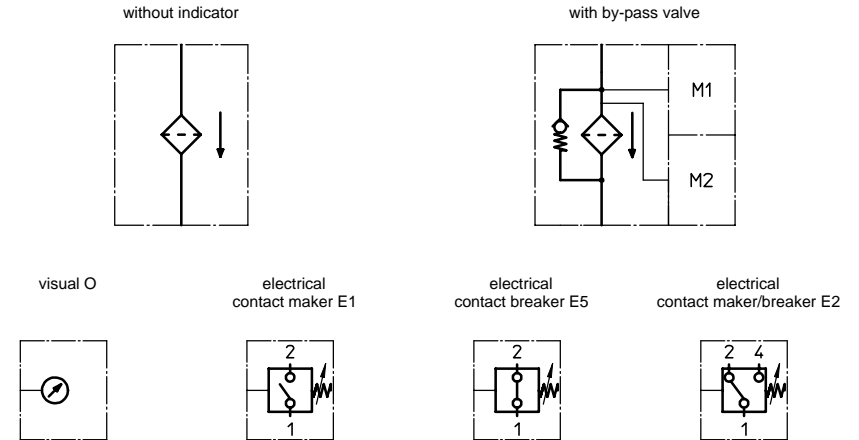 without indicator
with by-pass valve
M1
M2
visual O
electrical
contact maker E1
electrical
contact breaker E5
electrical
contact maker/breaker E2
2
1
2
1
2 4
1